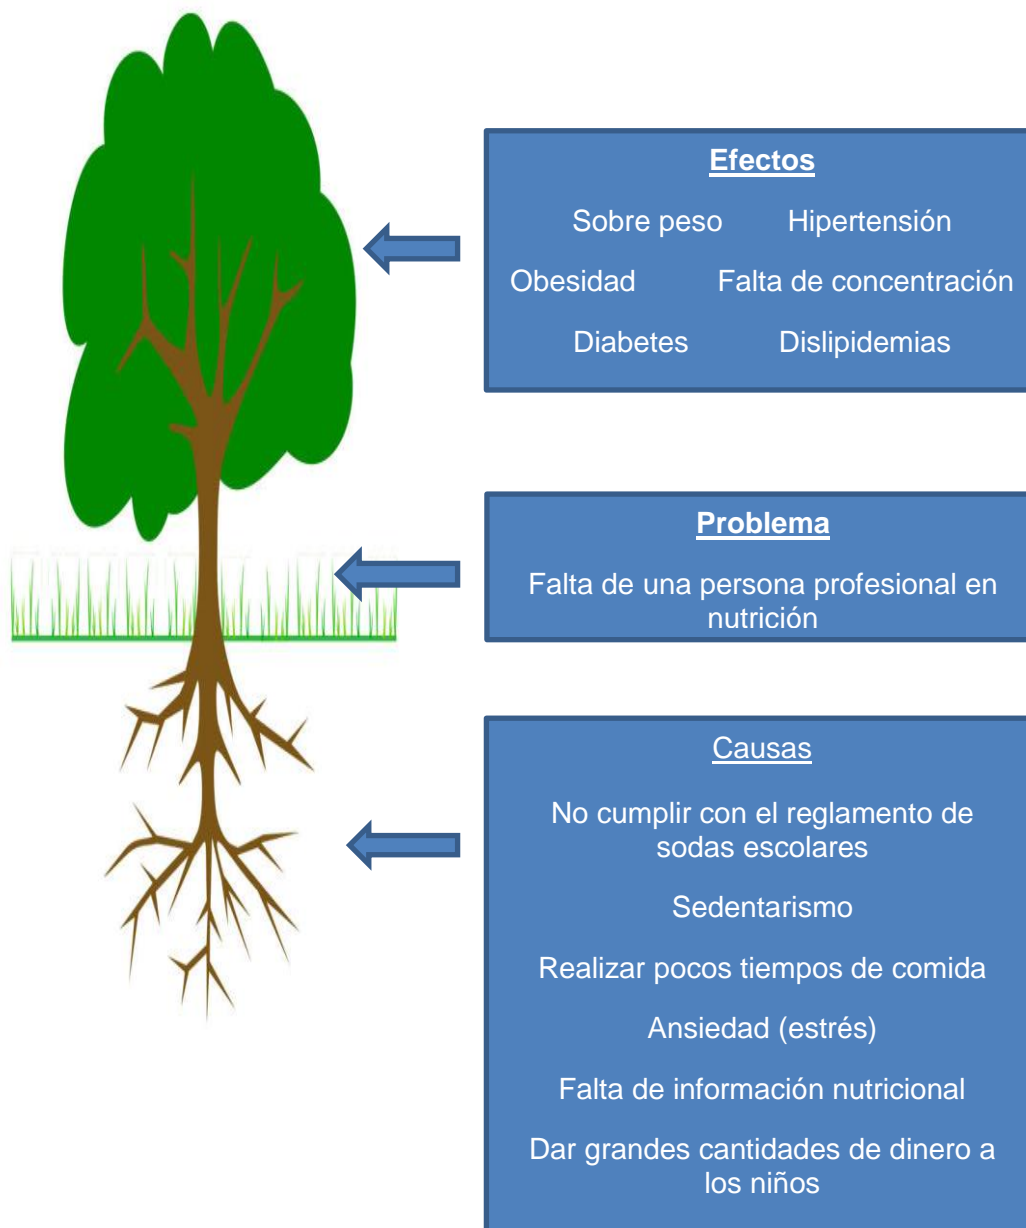 Efectos
Sobre peso Hipertensión
Obesidad Falta de concentración
Diabetes Dislipidemias
Problema
Falta de una persona profesional en
nutrición
Causas
No cumplir con el reglamento de
sodas escolares
Sedentarismo
Realizar pocos tiempos de comida
Ansiedad (estrés)
Falta de información nutricional
Dar grandes cantidades de dinero a
los niños